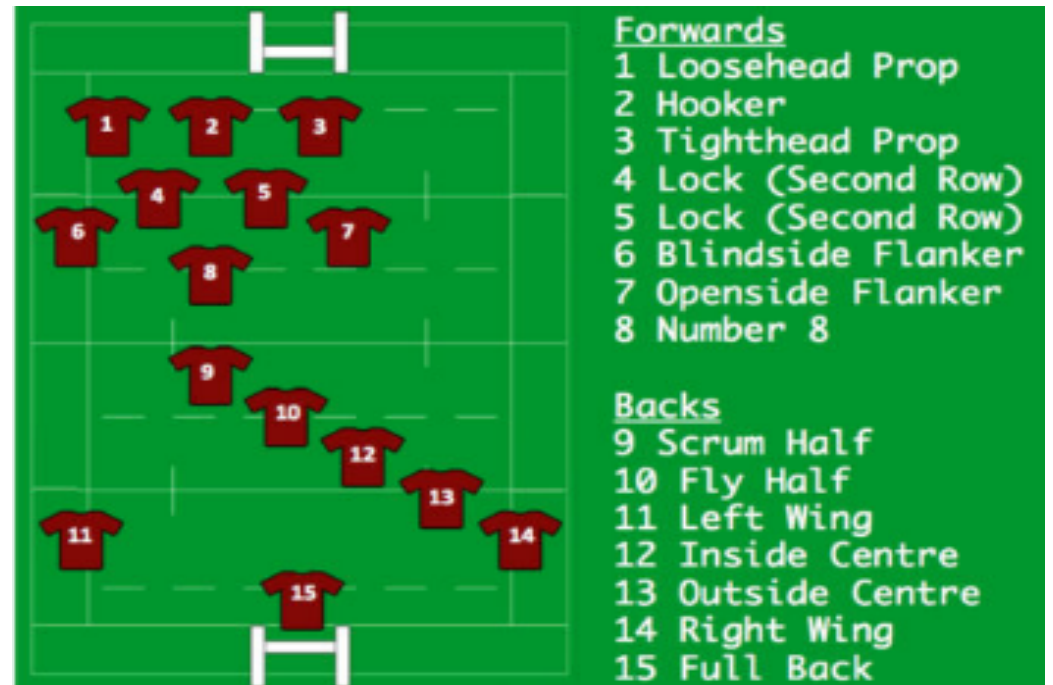 Forwards
1 Loosehead Prop
2 Hooker
3 Tighthead Prop
4 Lock (Second Row)
5 Lock (Second Row)
6 Blindside Flanker
7 Openside Flanker
8 Number 8
Backs
9 Scrum Half
10 Fly Half
11 Left Wing
12 Inside Centre
13 Outside Centre
14 Right Wing
15 Full Back
1 2 3
4 5
6 7
8
9
10
12
13
11 14
15